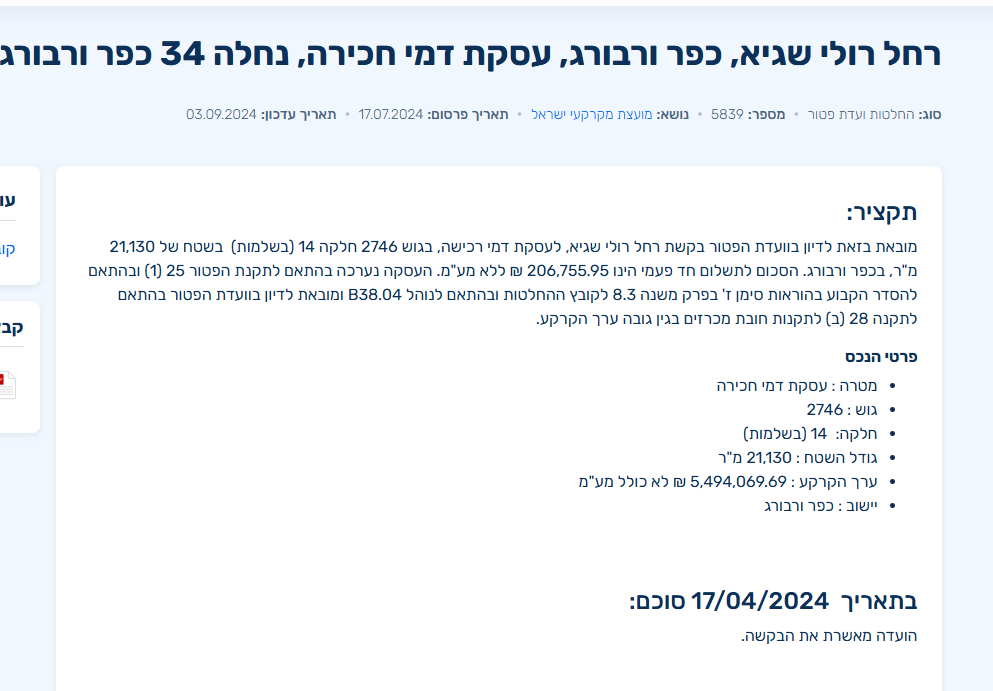 רחל רולי שגיא, כפר ורבורג, עסקת דמי חכירה, נחלה 34 כפר ורבורג
סוג: החלטות ועדת פטור • מספר: 5839 • נושא: מועצת מקרקעי ישראל • תאריך פרסום: 17.07.2024 • תאריך עדכון: 03.09.2024
תקציר:
מובאת בזאת לדיון בוועדת הפטור בקשת רחל רולי שגיא, לעסקת דמי רכישה, בגוש 2746 חלקה 14 (בשלמות) בשטח של 21,130
מ"ר, בכפר ורבורג. הסכום לתשלום חד פעמי הינו 206,755.95 ₪ ללא מע"מ. העסקה נערכה בהתאם לתקנת הפטור 25 (1) ובהתאם
להסדר הקבוע בהוראות סימן ז' בפרק משנה 8.3 לקובץ ההחלטות ובהתאם לנוהל B38.04 ומובאת לדיון בוועדת הפטור בהתאם
לתקנה 28 (ב) לתקנות חובת מכרזים בגין גובה ערך הקרקע.
פרטי הנכס
• מטרה : עסקת דמי חכירה
• גוש : 2746
• חלקה: 14 (בשלמות)
• גודל השטח : 21,130 מ"ר
• ערך הקרקע : 5,494,069.69 ₪ לא כולל מע"מ
• יישוב : כפר ורבורג
בתאריך 17/04/2024 סוכם:
הועדה מאשרת את הבקשה.